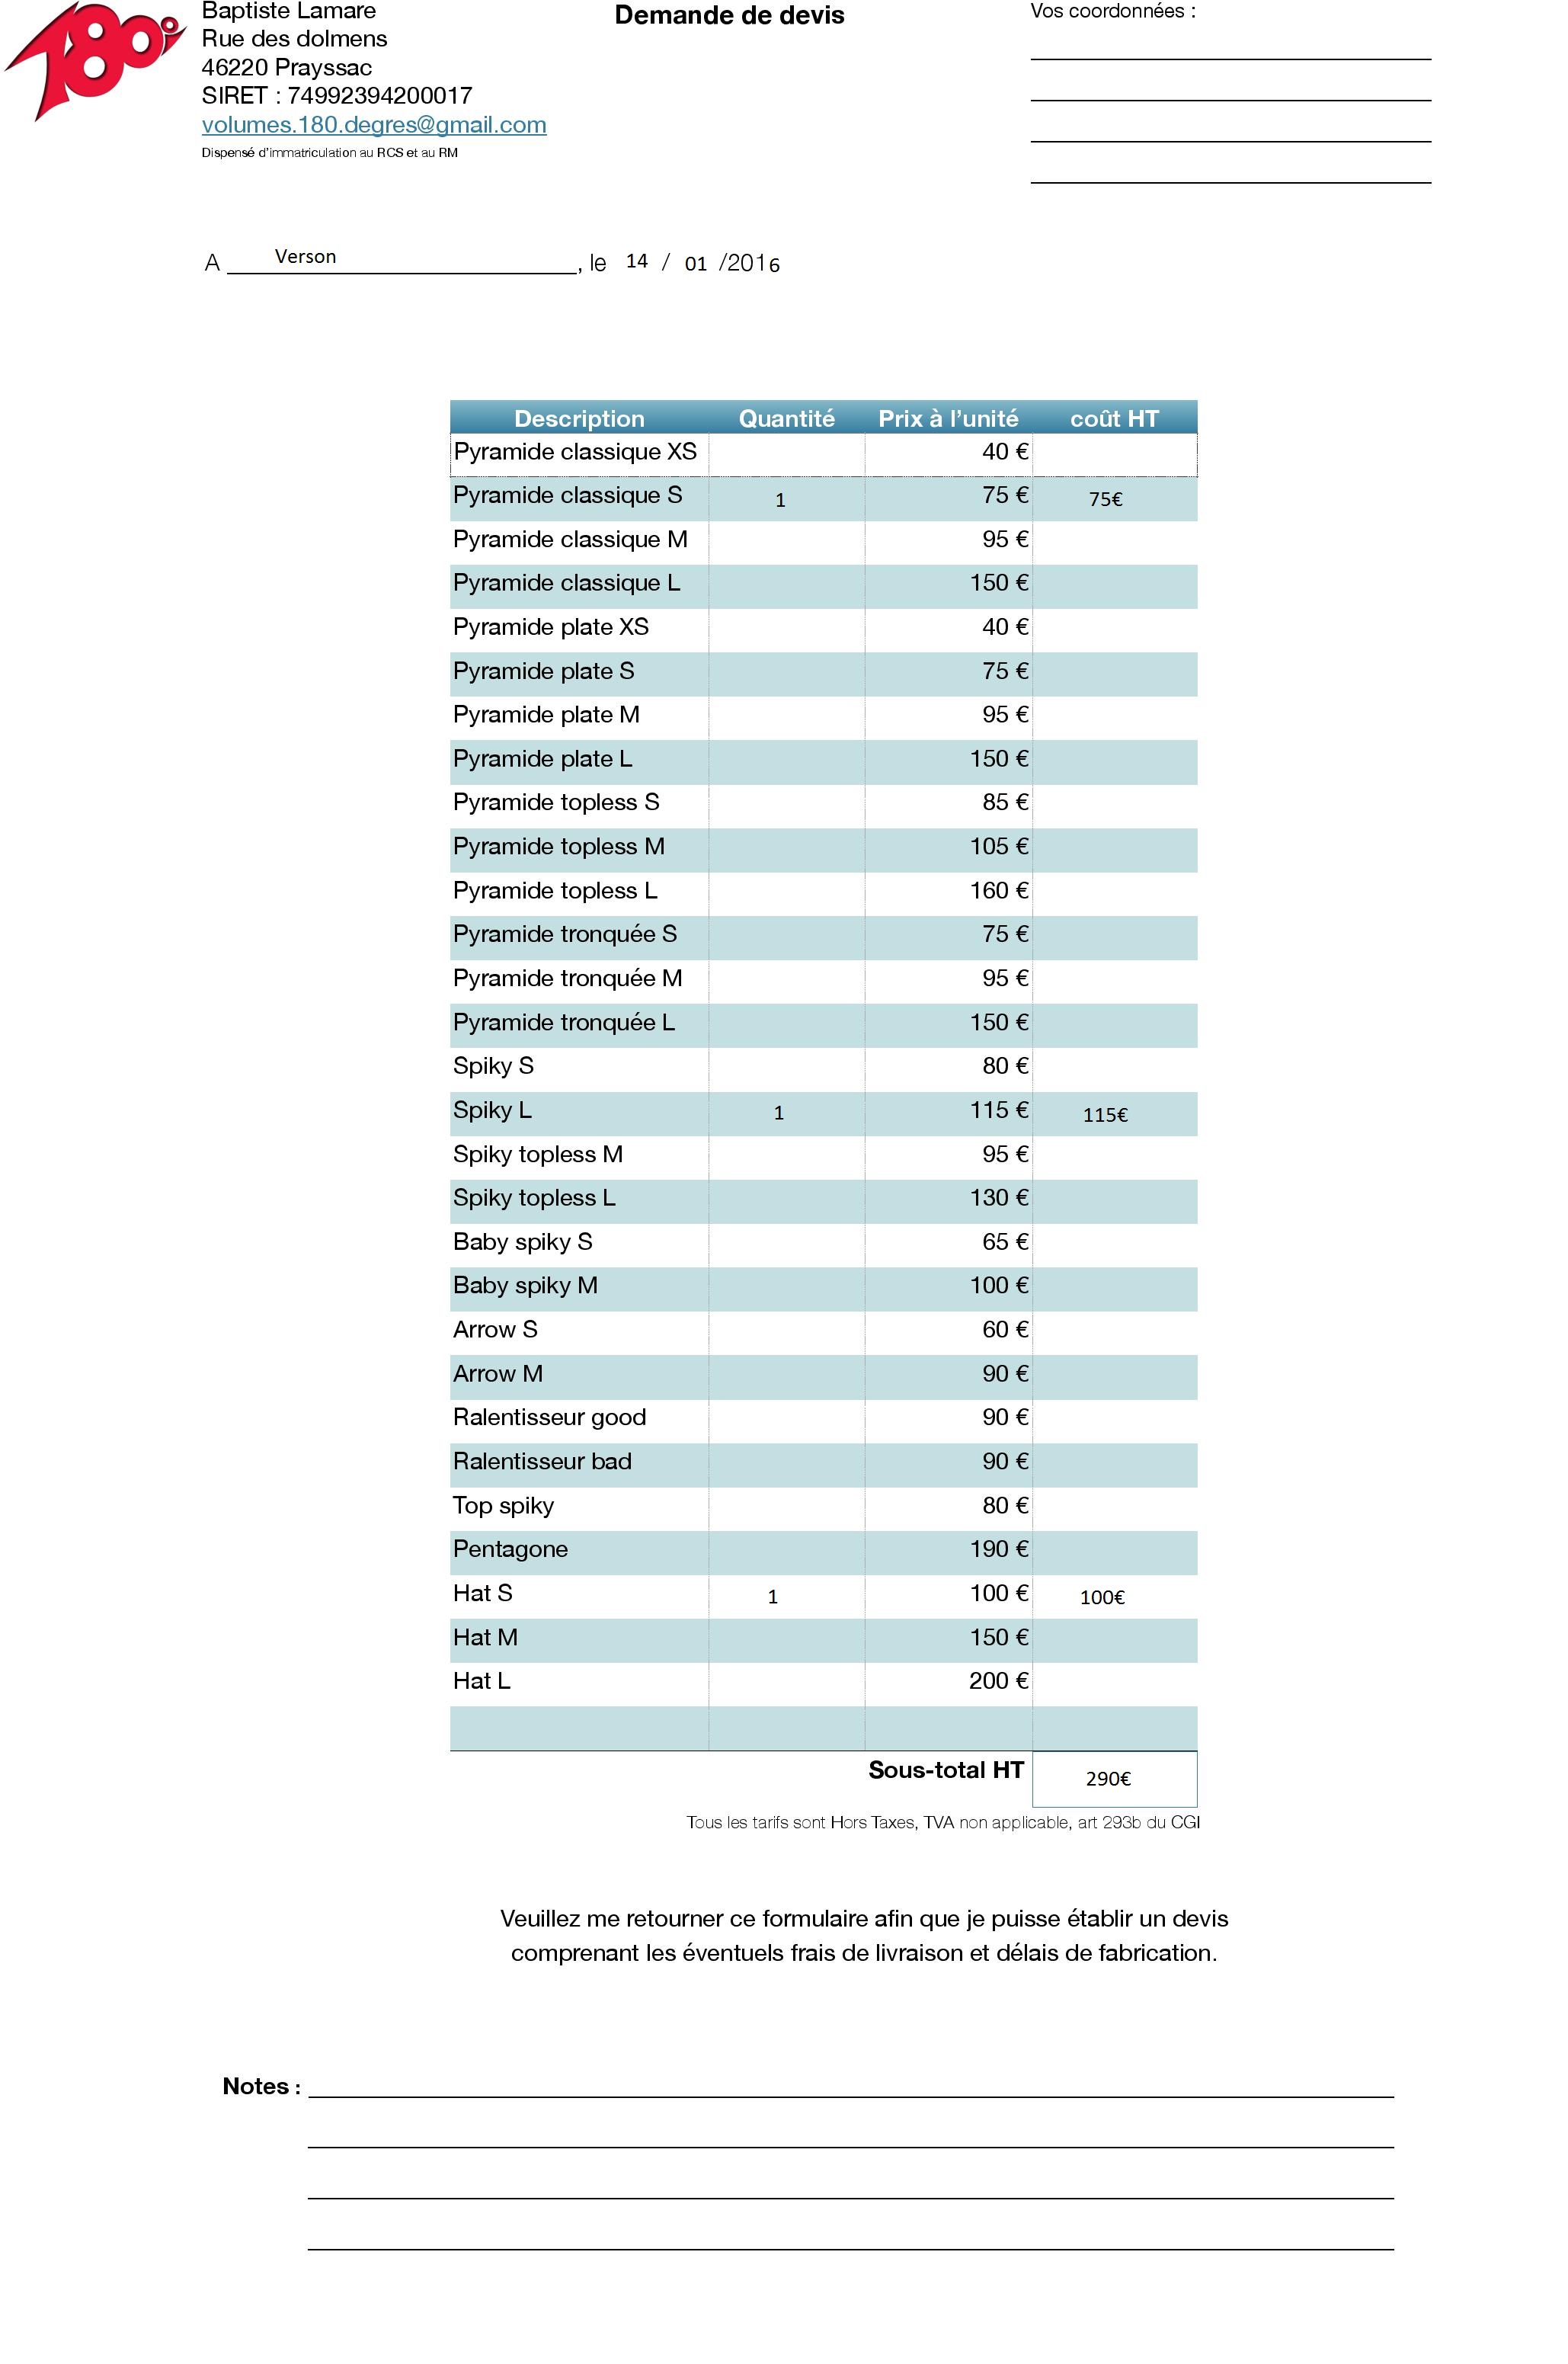 180°
Baptiste Lamare
Rue des dolmens
46220 Prayssac
SIRET : 74992394200017
volumes.180.degres@gmail.com
Dispensé d'immatriculation au RCS et au RM
Demande de devis
Vos coordonnées :
A Verson, le 14 / 01 /2016
Description Quantité Prix à l'unité coût HT
Pyramide classique XS 40 €
Pyramide classique S 1 75 € 75€
Pyramide classique M 95 €
Pyramide classique L 150 €
Pyramide plate XS 40 €
Pyramide plate S 75 €
Pyramide plate M 95 €
Pyramide plate L 150 €
Pyramide topless S 85 €
Pyramide topless M 105 €
Pyramide topless L 160 €
Pyramide tronquée S 75 €
Pyramide tronquée M 95 €
Pyramide tronquée L 150 €
Spiky S 80 €
Spiky L 1 115 € 115€
Spiky topless M 95 €
Spiky topless L 130 €
Baby spiky S 65 €
Baby spiky M 100 €
Arrow S 60 €
Arrow M 90 €
Ralentisseur good 90 €
Ralentisseur bad 90 €
Top spiky 80 €
Pentagone 190 €
Hat S 1 100 € 100€
Hat M 150 €
Hat L 200 €
Sous-total HT 290€
Tous les tarifs sont Hors Taxes, TVA non applicable, art 293b du CGI
Veuillez me retourner ce formulaire afin que je puisse établir un devis
comprenant les éventuels frais de livraison et délais de fabrication.
Notes :